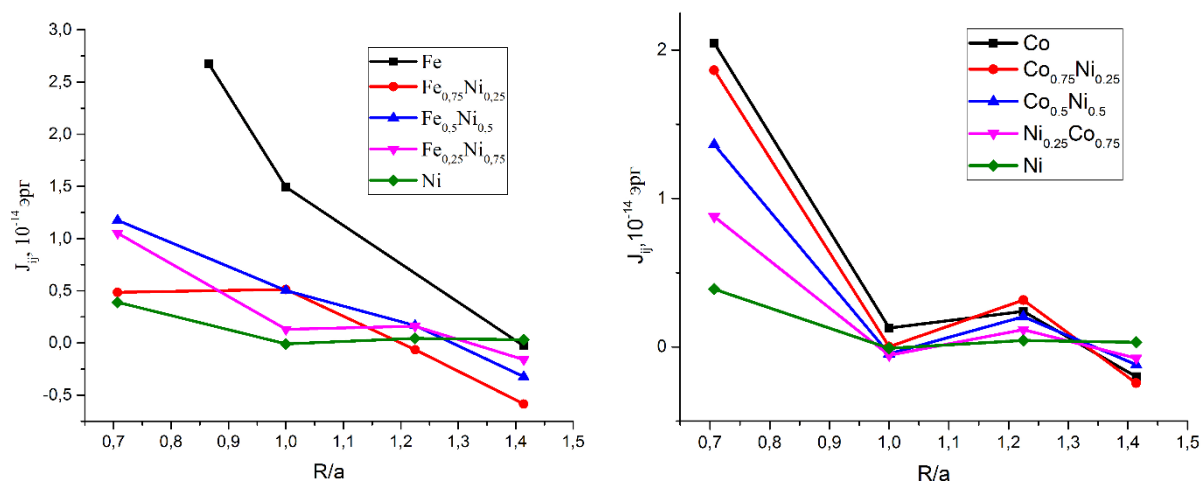 3,0
2,5
2,0
1,5
1,0
0,5
0,0
-0,5
J_ij, 10^-14 эрг
0,7 0,8 0,9 1,0 1,1 1,2 1,3 1,4 1,5
R/a
Fe
Fe0,75Ni0,25
Fe0.5Ni0.5
Fe0.25Ni0,75
Ni
2
1
0
J_ij, 10^-14 эрг
0,7 0,8 0,9 1,0 1,1 1,2 1,3 1,4 1,5
R/a
Co
Co0.75Ni0.25
Co0.5Ni0.5
Ni0.25Co0.75
Ni